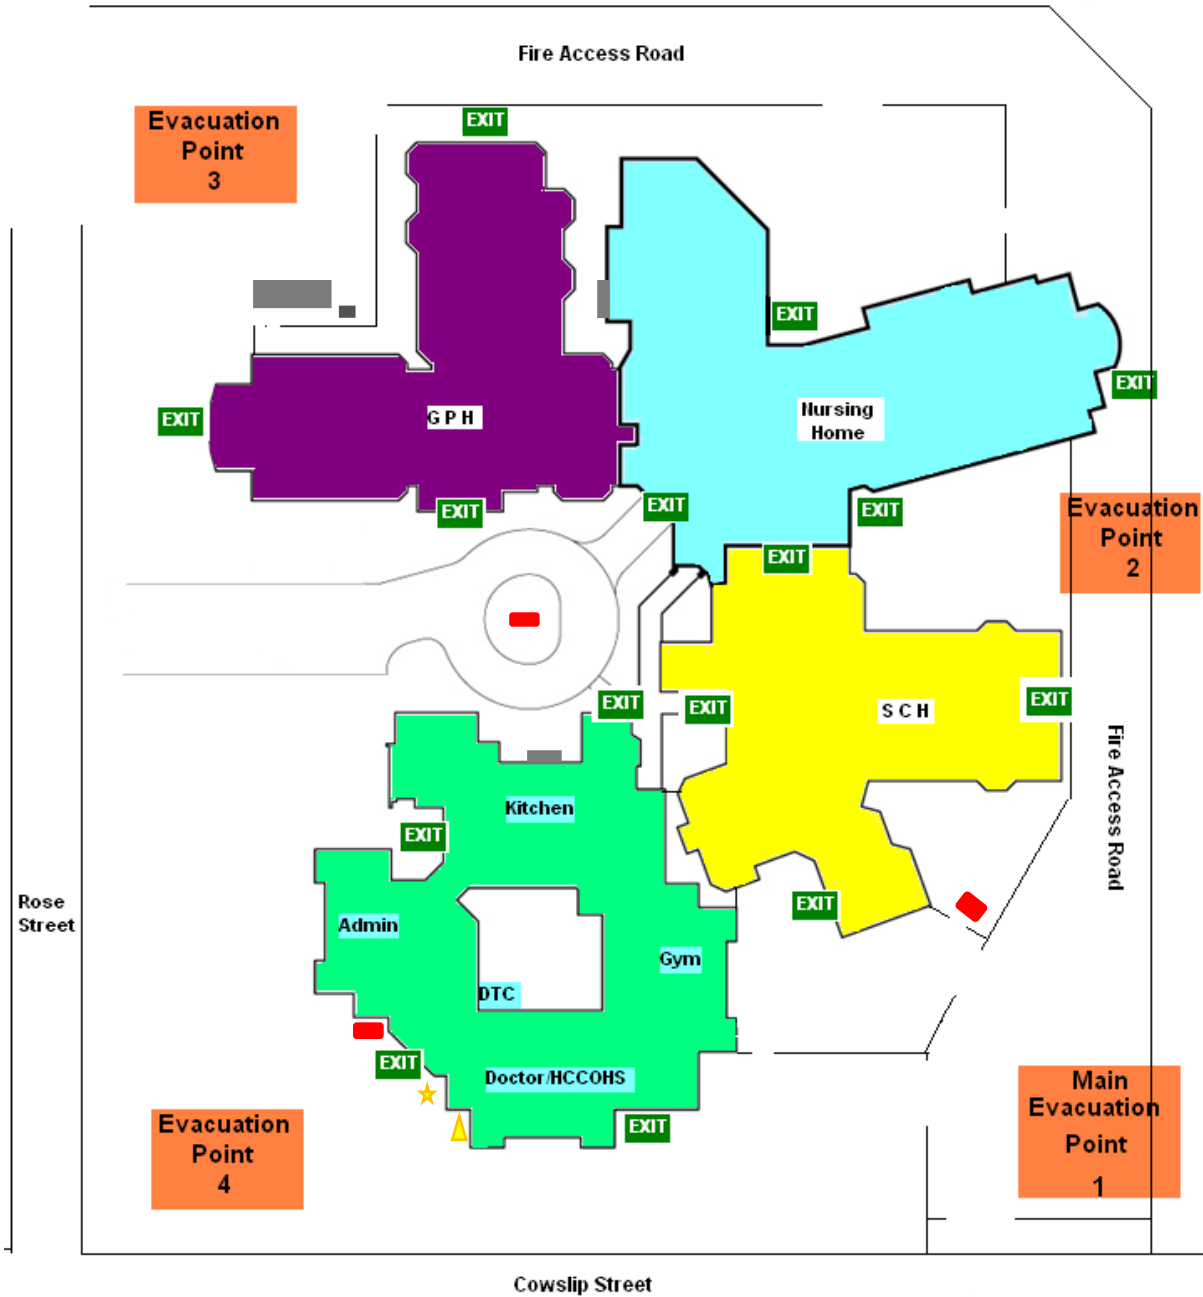 Fire Access Road
EXIT
Evacuation
Point
3
EXIT
EXIT
EXIT
G P H
Nursing
Home
EXIT
EXIT
EXIT
Evacuation
Point
2
EXIT
EXIT
EXIT
EXIT
S C H
Fire Access Road
Kitchen
EXIT
EXIT
Rose
Street
Admin
Gym
DTC
EXIT
Doctor/HCCOHS
EXIT
Main
Evacuation
Point
1
Evacuation
Point
4
Cowslip Street